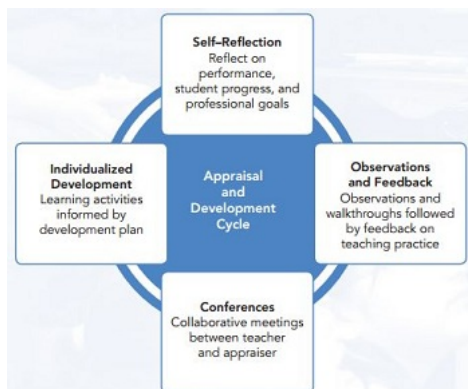 Self–Reflection
Reflect on
performance,
student progress, and
professional goals
Individualized
Development
Learning activities
informed by
development plan
Appraisal
and
Development
Cycle
Observations
and Feedback
Observations and
walkthroughs followed
by feedback on
teaching practice
Conferences
Collaborative meetings
between teacher
and appraiser